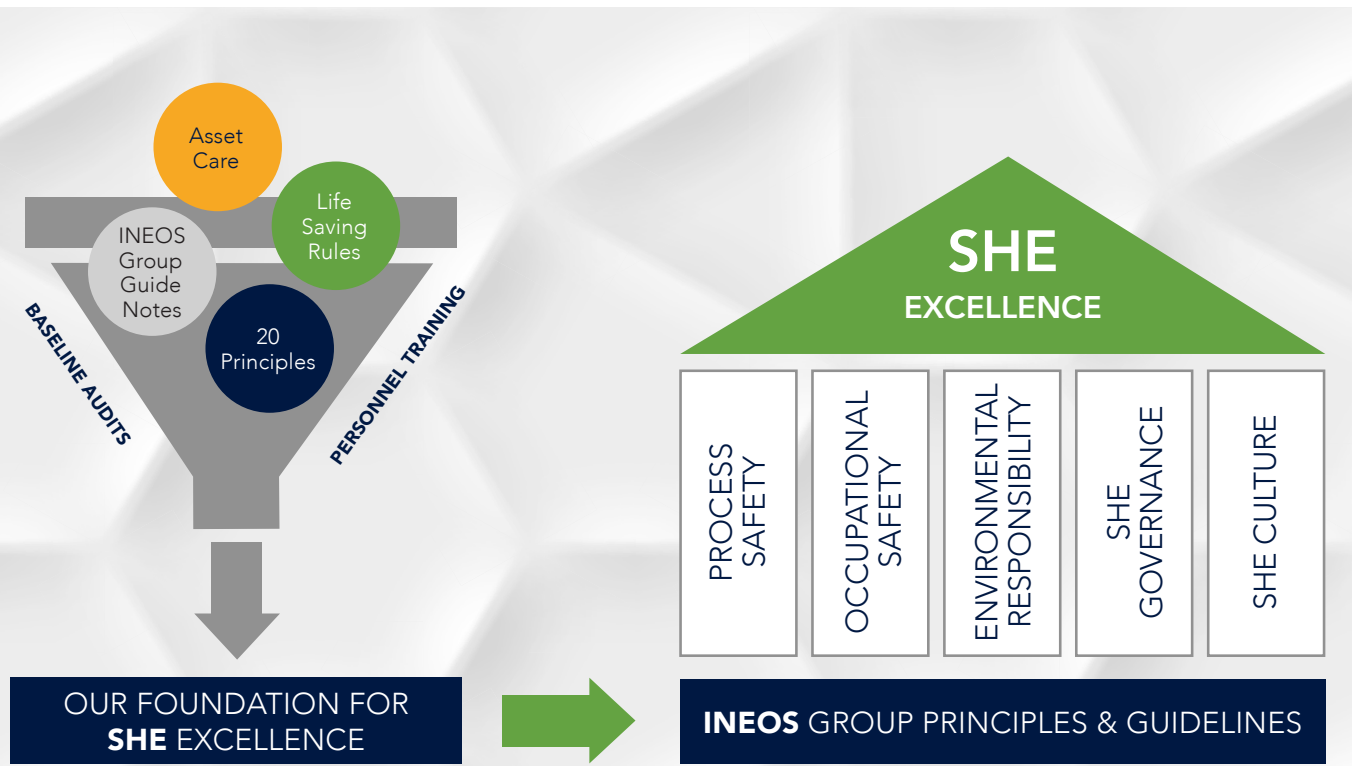 Asset
Care
Life
Saving
Rules
INEOS
Group
Guide
Notes
20
Principles
BASELINE AUDITS
PERSONNEL TRAINING
OUR FOUNDATION FOR
SHE EXCELLENCE
SHE
EXCELLENCE
PROCESS
SAFETY
OCCUPATIONAL
SAFETY
ENVIRONMENTAL
RESPONSIBILITY
SHE
GOVERNANCE
SHE CULTURE
INEOS GROUP PRINCIPLES & GUIDELINES